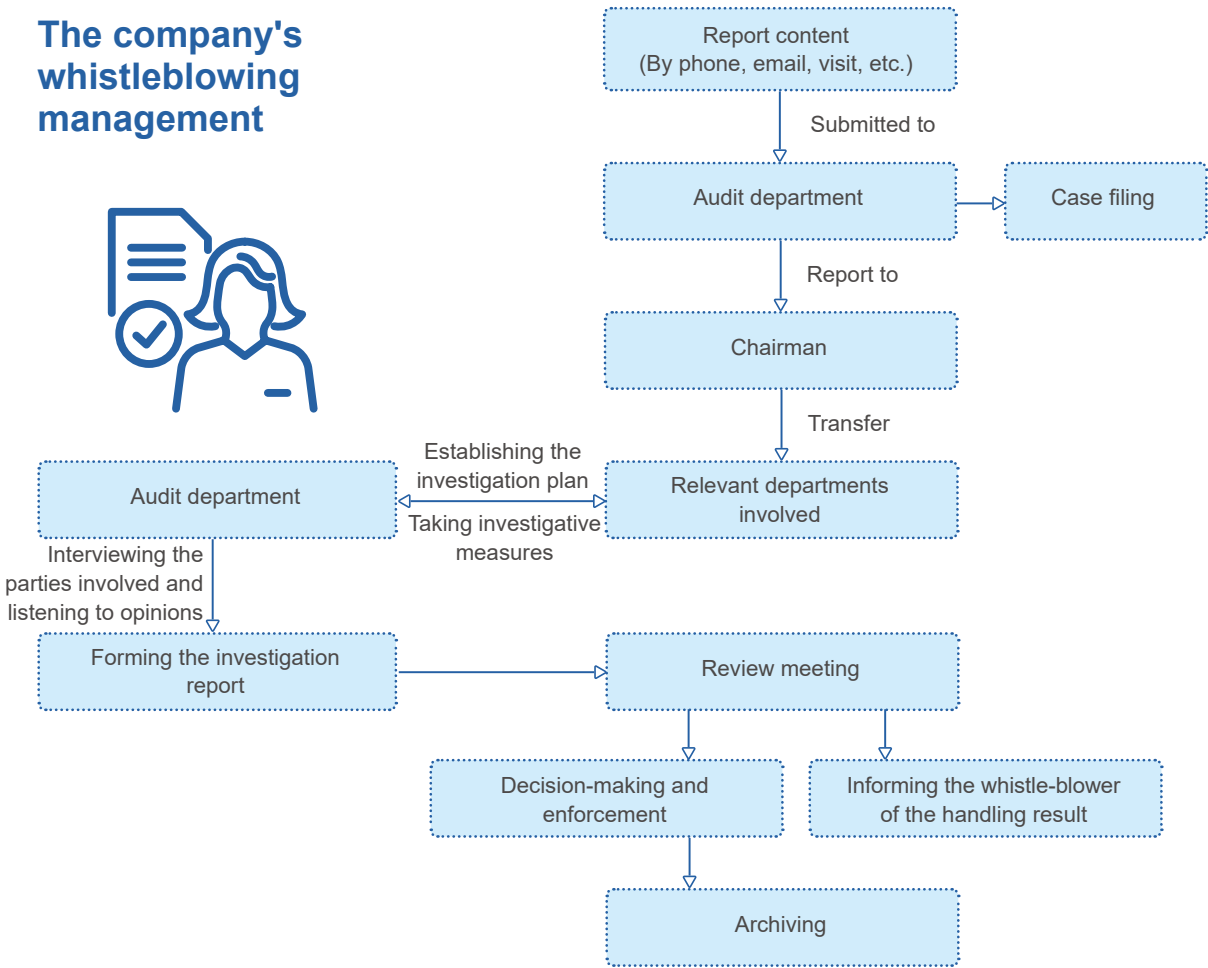 The company's
whistleblowing
management
Report content
(By phone, email, visit, etc.)
Submitted to
Audit department
Case filing
Report to
Chairman
Transfer
Establishing the
investigation plan
Audit department
Relevant departments
involved
Taking investigative
measures
Interviewing the
parties involved and
listening to opinions
Forming the investigation
report
Review meeting
Decision-making and
enforcement
Informing the whistle-blower
of the handling result
Archiving